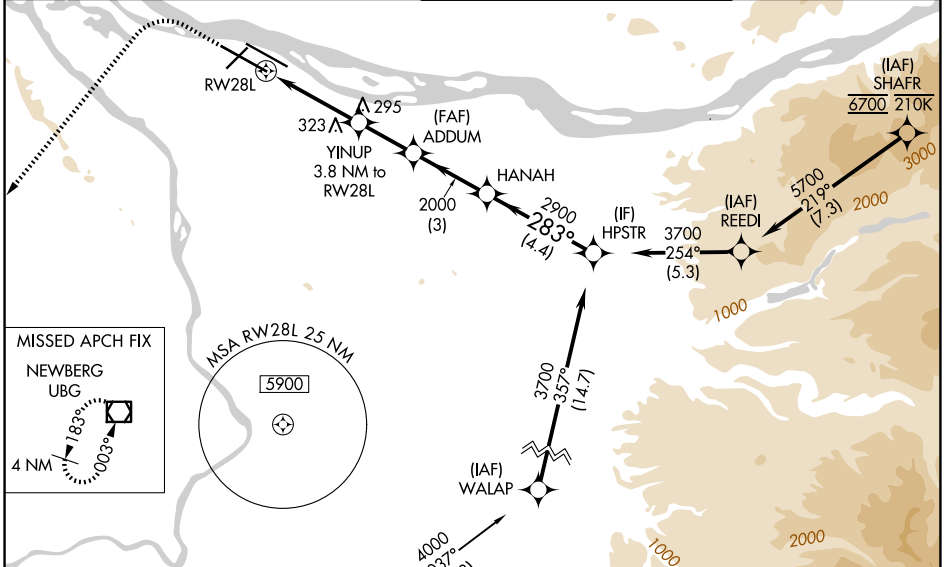 RW28L
295
323
YINUP
3.8 NM to
RW28L
(FAF)
ADDUM
2000
(3)
HANAH
2900
283°
(4.4)
(IF)
HPSTR
3700
254°
(5.3)
(IAF)
REEDI
5700
219°
(7.3)
(IAF)
SHAFR
6700 210K
3000
2000
1000
MISSED APCH FIX
NEWBERG
UBG
183°
003°
4 NM
MSA RW28L 25 NM
5900
3700
357°
(14.7)
(IAF)
WALAP
4000
1000
2000